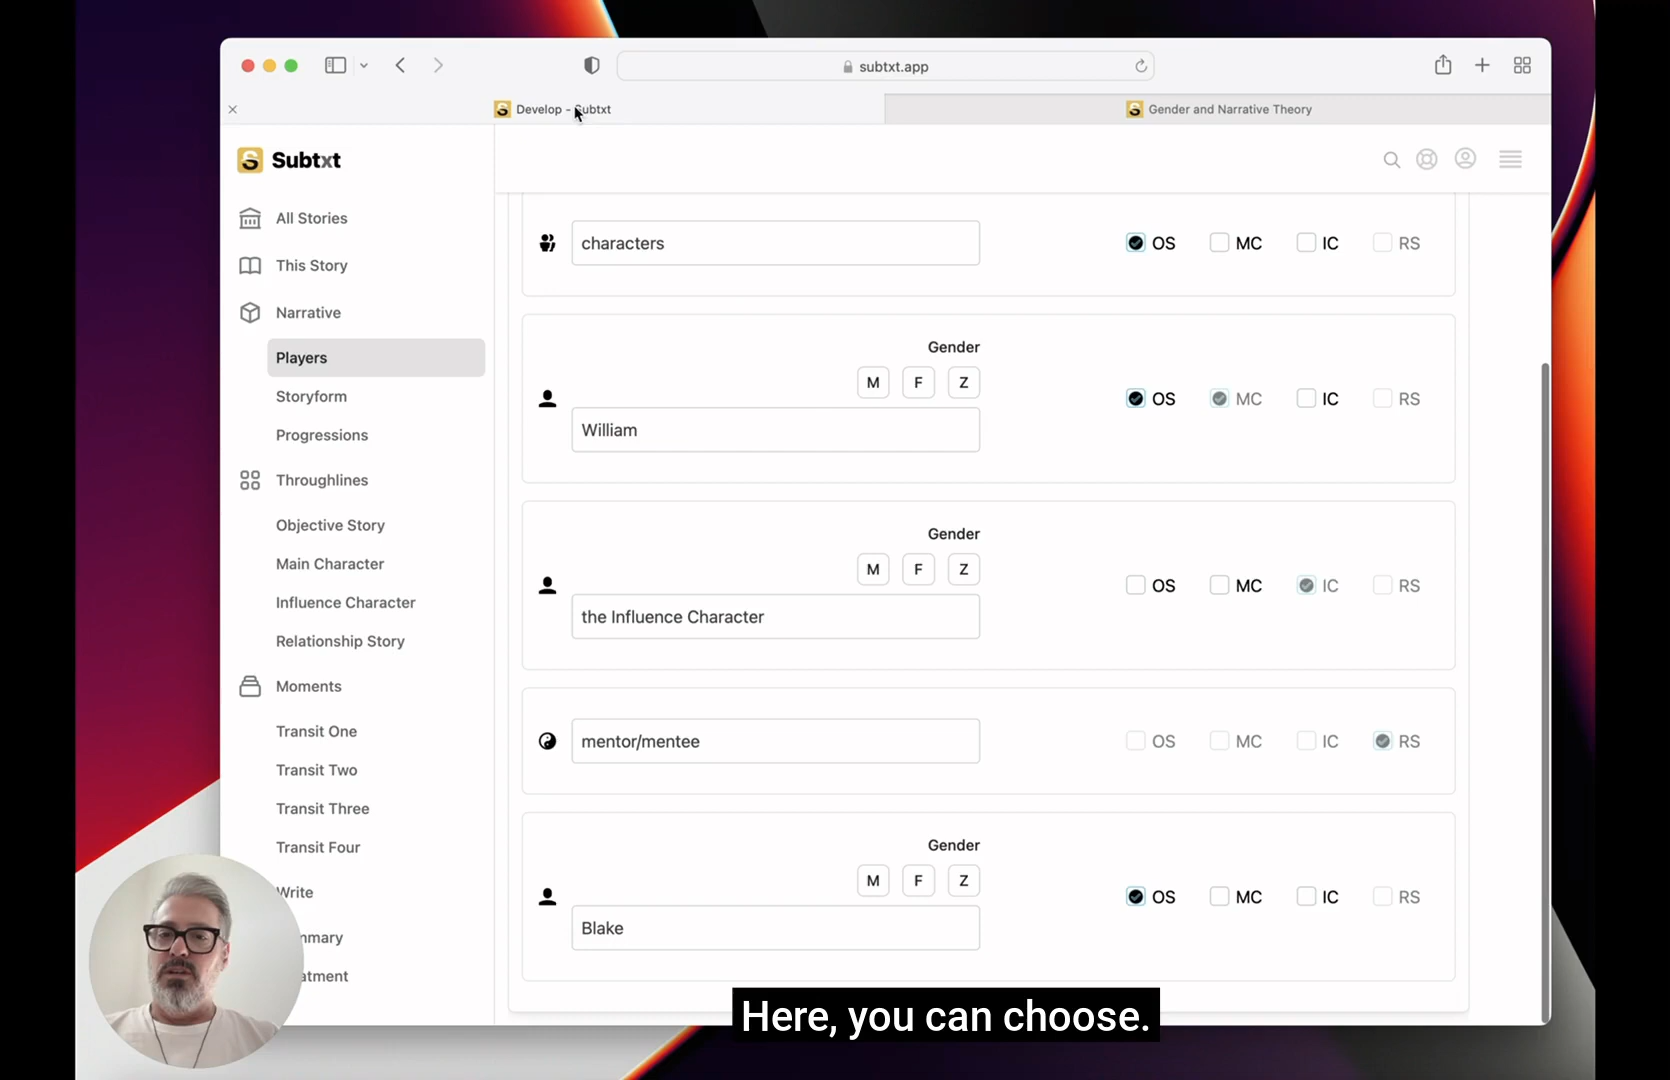 subtxt.app
Develop - Subtxt
Gender and Narrative Theory
Subtxt
All Stories
This Story
Narrative
Players
Storyform
Progressions
Throughlines
Objective Story
Main Character
Influence Character
Relationship Story
Moments
Transit One
Transit Two
Transit Three
Transit Four
Write
mmary
atment
characters
OS MC IC RS
Gender
M F Z
William
OS MC IC RS
Gender
M F Z
the Influence Character
OS MC IC RS
mentor/mentee
OS MC IC RS
Gender
M F Z
Blake
OS MC IC RS
Here, you can choose.